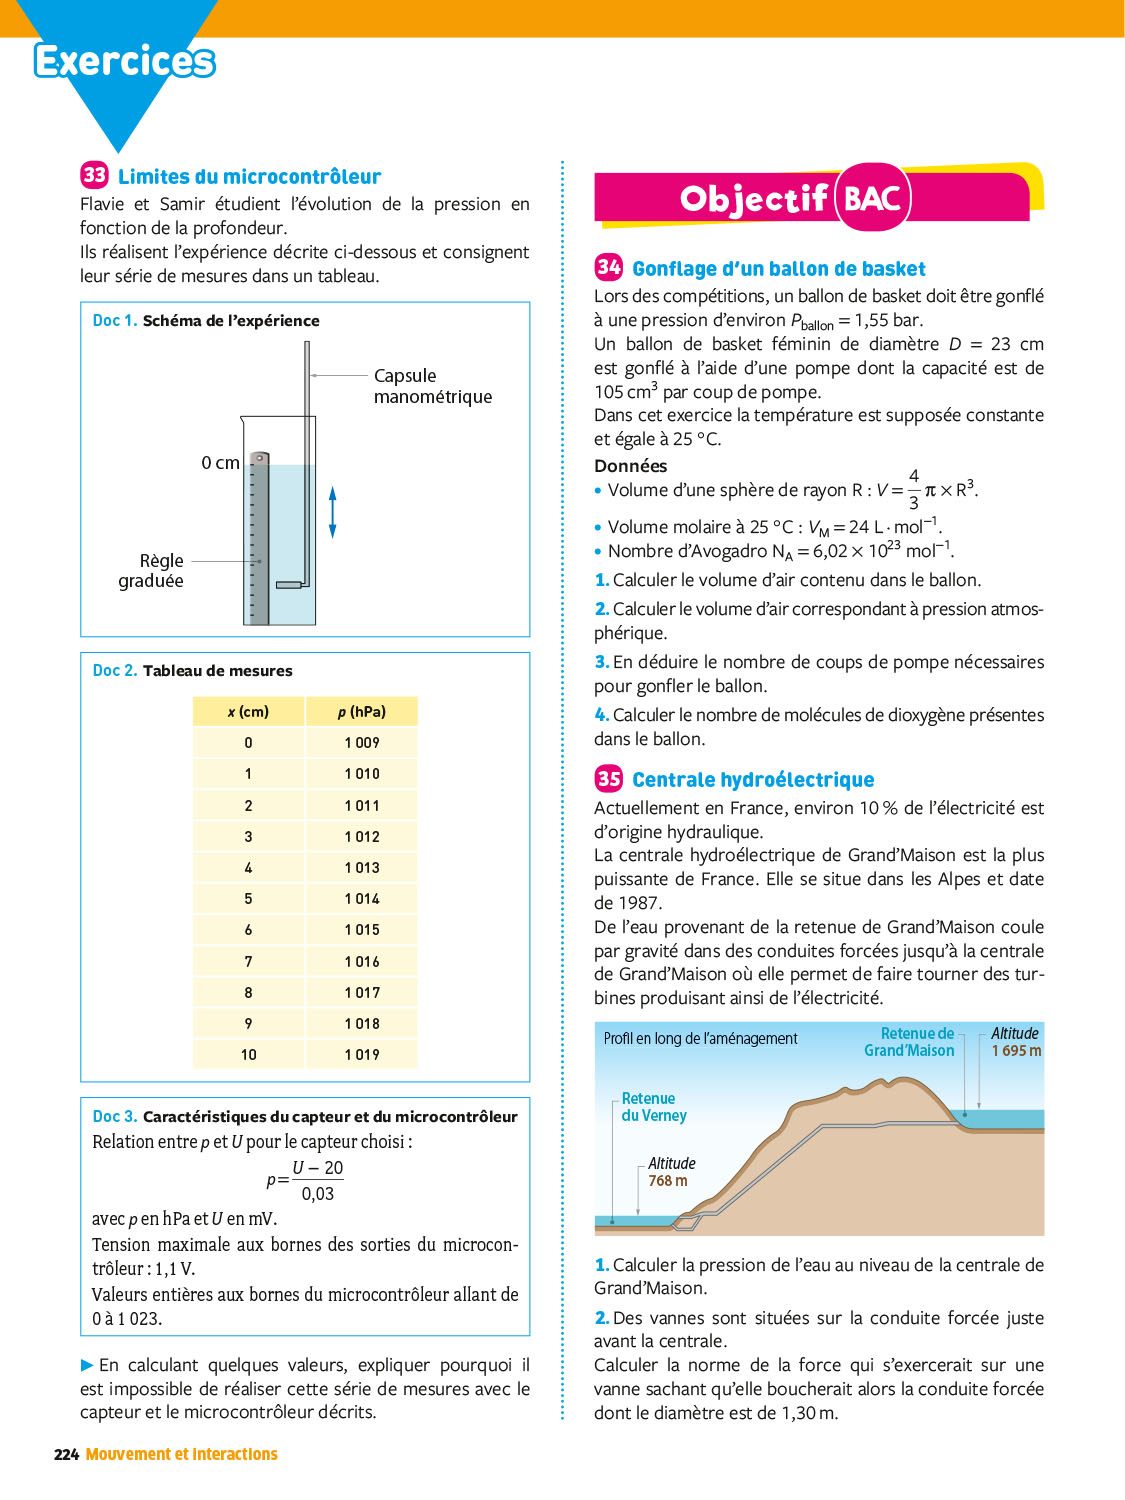 Exercices
33 Limites du microcontrôleur
Flavie et Samir étudient l'évolution de la pression en
fonction de la profondeur.
Ils réalisent l'expérience décrite ci-dessous et consignent
leur série de mesures dans un tableau.
Doc 1. Schéma de l'expérience
Capsule
manométrique
0 cm
Règle
graduée
Doc 2. Tableau de mesures
x (cm) p (hPa)
0 1 009
1 1 010
2 1 011
3 1 012
4 1 013
5 1 014
6 1 015
7 1 016
8 1 017
9 1 018
10 1 019
Doc 3. Caractéristiques du capteur et du microcontrôleur
Relation entre p et U pour le capteur choisi :
p = (U – 20) / 0,03
avec p en hPa et U en mV.
Tension maximale aux bornes des sorties du microcon-
trôleur : 1,1 V.
Valeurs entières aux bornes du microcontrôleur allant de
0 à 1 023.
▶ En calculant quelques valeurs, expliquer pourquoi il
est impossible de réaliser cette série de mesures avec le
capteur et le microcontrôleur décrits.
Objectif BAC
34 Gonflage d'un ballon de basket
Lors des compétitions, un ballon de basket doit être gonflé
à une pression d'environ Pballon = 1,55 bar.
Un ballon de basket féminin de diamètre D = 23 cm
est gonflé à l'aide d'une pompe dont la capacité est de
105 cm³ par coup de pompe.
Dans cet exercice la température est supposée constante
et égale à 25 °C.
Données
• Volume d'une sphère de rayon R : V = 4/3 π × R³.
• Volume molaire à 25 °C : VM = 24 L · mol⁻¹.
• Nombre d'Avogadro NA = 6,02 × 10²³ mol⁻¹.
1. Calculer le volume d'air contenu dans le ballon.
2. Calculer le volume d'air correspondant à pression atmos-
phérique.
3. En déduire le nombre de coups de pompe nécessaires
pour gonfler le ballon.
4. Calculer le nombre de molécules de dioxygène présentes
dans le ballon.
35 Centrale hydroélectrique
Actuellement en France, environ 10 % de l'électricité est
d'origine hydraulique.
La centrale hydroélectrique de Grand'Maison est la plus
puissante de France. Elle se situe dans les Alpes et date
de 1987.
De l'eau provenant de la retenue de Grand'Maison coule
par gravité dans des conduites forcées jusqu'à la centrale
de Grand'Maison où elle permet de faire tourner des tur-
bines produisant ainsi de l'électricité.
Profil en long de l'aménagement
Retenue de
Grand'Maison
Altitude
1 695 m
Retenue
du Verney
Altitude
768 m
1. Calculer la pression de l'eau au niveau de la centrale de
Grand'Maison.
2. Des vannes sont situées sur la conduite forcée juste
avant la centrale.
Calculer la norme de la force qui s'exercerait sur une
vanne sachant qu'elle boucherait alors la conduite forcée
dont le diamètre est de 1,30 m.
224 Mouvement et interactions